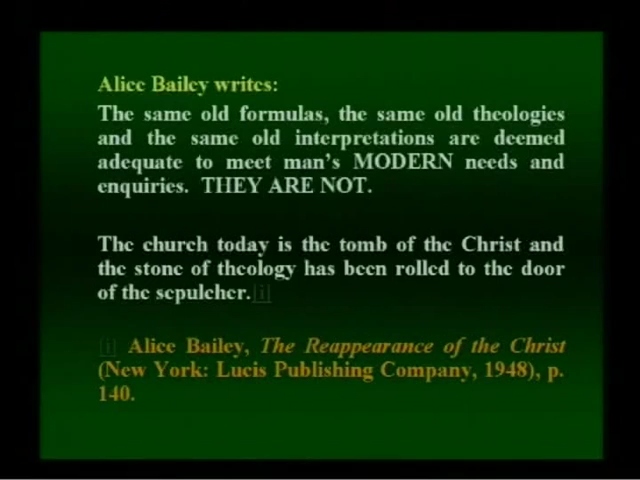 Alice Bailey writes:
The same old formulas, the same old theologies
and the same old interpretations are deemed
adequate to meet man's MODERN needs and
enquiries. THEY ARE NOT.
The church today is the tomb of the Christ and
the stone of theology has been rolled to the door
of the sepulcher.[i]
[i] Alice Bailey, The Reappearance of the Christ
(New York: Lucis Publishing Company, 1948), p.
140.